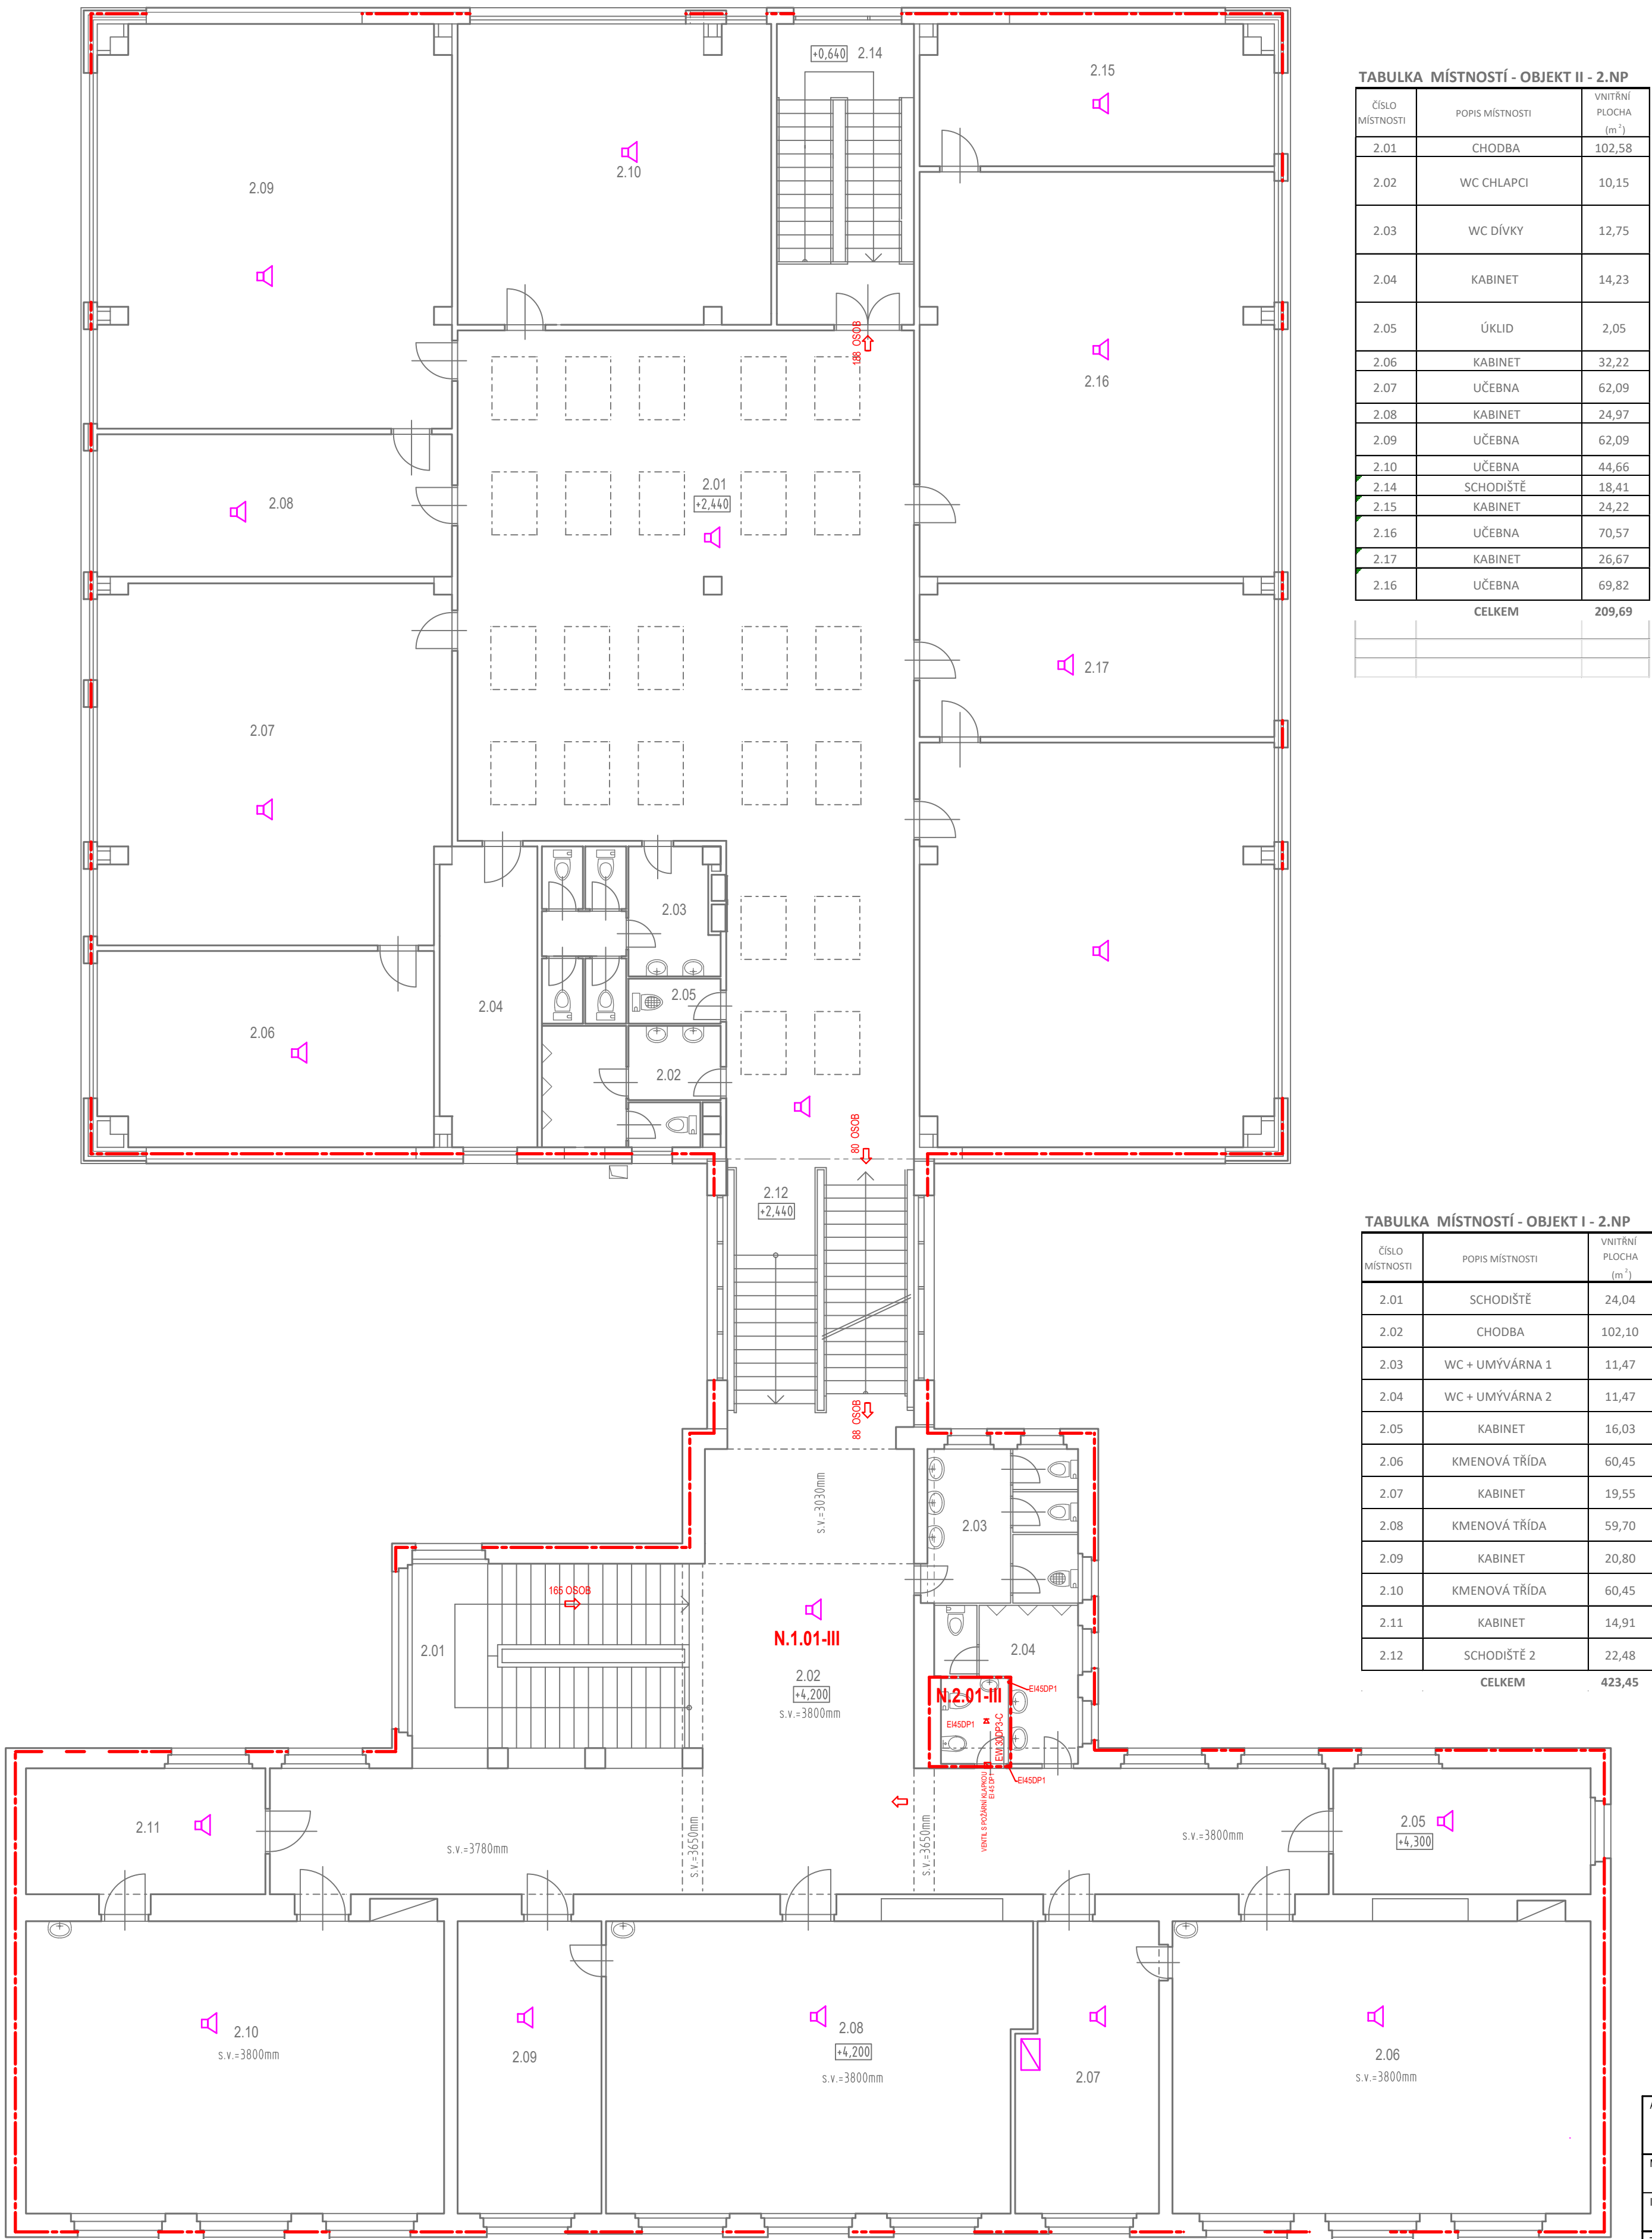 +0,640 2.14
2.15
2.09
2.10
188 OSOB
2.16
2.01
+2,440
2.08
2.17
2.07
2.03
2.04
2.05
2.06
2.02
80 OSOB
2.12
+2,440
88 OSOB
s.v.=3030mm
2.03
165 OSOB
2.01
N.1.01-III
2.02
+4,200
s.v.=3800mm
2.04
N.2.01-III
EI45DP1
EI45DP1
EW 30DP3-C
EI45DP1
VENTIL S POŽÁRNÍ KLAPKOU
EI 45 DP1
2.11
s.v.=3780mm
s.v.=3650mm
s.v.=3650mm
s.v.=3800mm
2.05
+4,300
2.10
s.v.=3800mm
2.09
2.08
+4,200
s.v.=3800mm
2.07
2.06
s.v.=3800mm
TABULKA MÍSTNOSTÍ - OBJEKT II - 2.NP
ČÍSLO MÍSTNOSTI POPIS MÍSTNOSTI VNITŘNÍ PLOCHA (m²)
2.01 CHODBA 102,58
2.02 WC CHLAPCI 10,15
2.03 WC DÍVKY 12,75
2.04 KABINET 14,23
2.05 ÚKLID 2,05
2.06 KABINET 32,22
2.07 UČEBNA 62,09
2.08 KABINET 24,97
2.09 UČEBNA 62,09
2.10 UČEBNA 44,66
2.14 SCHODIŠTĚ 18,41
2.15 KABINET 24,22
2.16 UČEBNA 70,57
2.17 KABINET 26,67
2.16 UČEBNA 69,82
CELKEM 209,69
TABULKA MÍSTNOSTÍ - OBJEKT I - 2.NP
ČÍSLO MÍSTNOSTI POPIS MÍSTNOSTI VNITŘNÍ PLOCHA (m²)
2.01 SCHODIŠTĚ 24,04
2.02 CHODBA 102,10
2.03 WC + UMÝVÁRNA 1 11,47
2.04 WC + UMÝVÁRNA 2 11,47
2.05 KABINET 16,03
2.06 KMENOVÁ TŘÍDA 60,45
2.07 KABINET 19,55
2.08 KMENOVÁ TŘÍDA 59,70
2.09 KABINET 20,80
2.10 KMENOVÁ TŘÍDA 60,45
2.11 KABINET 14,91
2.12 SCHODIŠTĚ 2 22,48
CELKEM 423,45